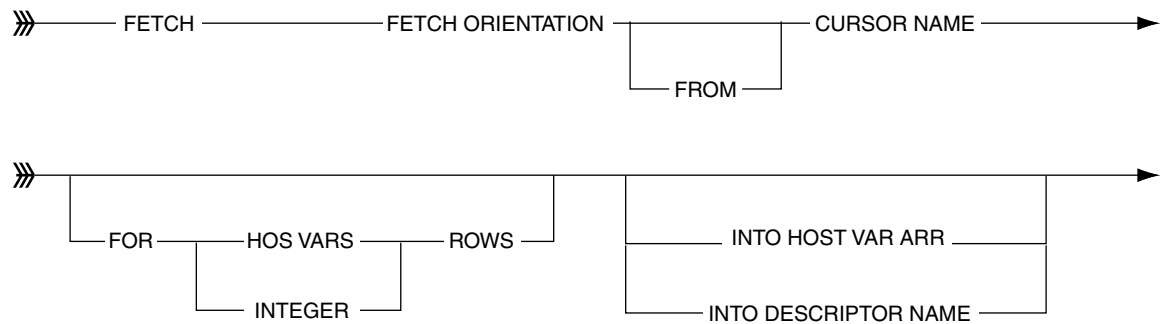 FETCH FETCH ORIENTATION CURSOR NAME
FROM
FOR HOS VARS ROWS INTO HOST VAR ARR
INTEGER INTO DESCRIPTOR NAME